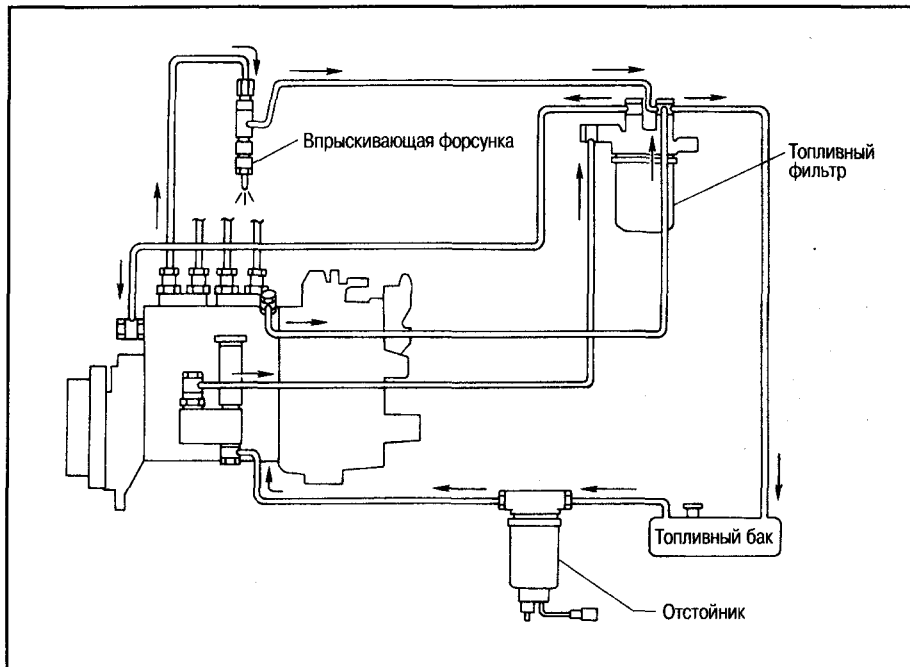 Впрыскивающая форсунка
Топливный
фильтр
Топливный бак
Отстойник